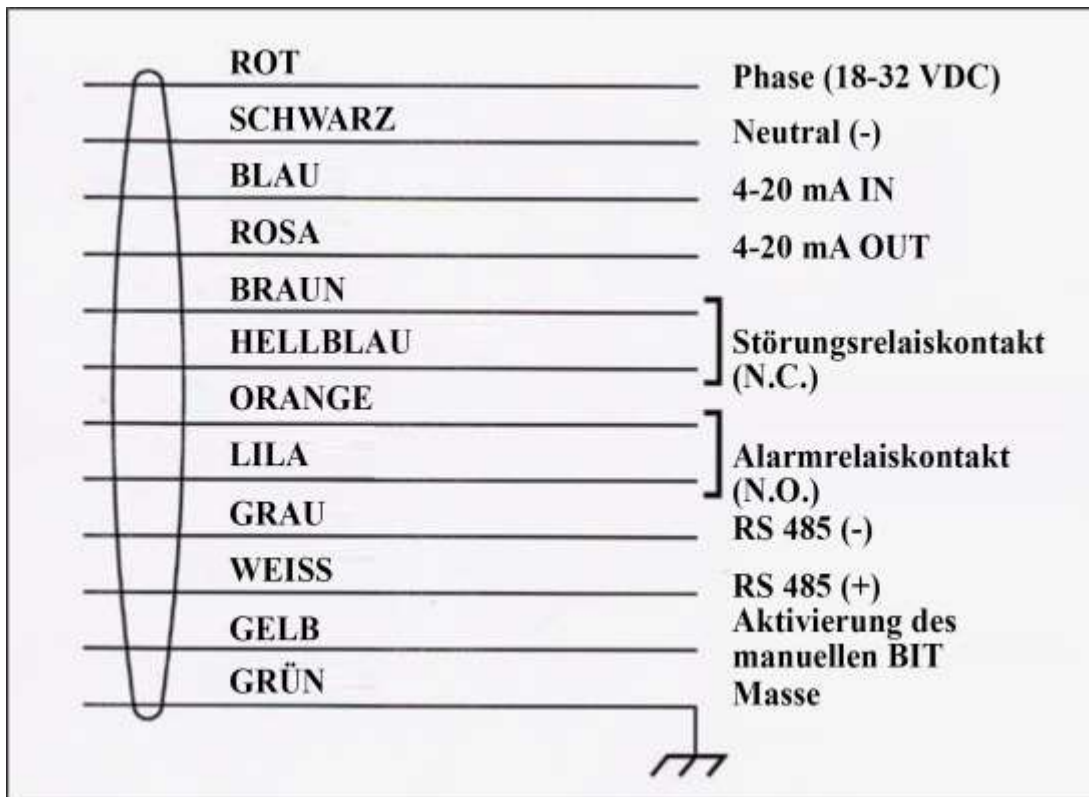 ROT
Phase (18-32 VDC)
SCHWARZ
Neutral (-)
BLAU
4-20 mA IN
ROSA
4-20 mA OUT
BRAUN
HELLBLAU
Störungsrelaiskontakt
(N.C.)
ORANGE
LILA
Alarmrelaiskontakt
(N.O.)
GRAU
RS 485 (-)
WEISS
RS 485 (+)
GELB
Aktivierung des
manuellen BIT
GRÜN
Masse